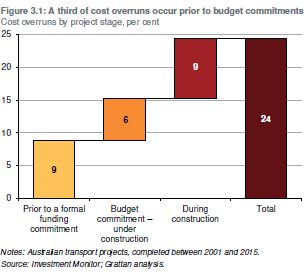 Figure 3.1: A third of cost overruns occur prior to budget commitments
Cost overruns by project stage, per cent
25
20
15
10
5
0
9
6
9
24
Prior to a formal
funding
commitment
Budget
commitment –
under
construction
During
construction
Total
Notes: Australian transport projects, completed between 2001 and 2015.
Source: Investment Monitor; Grattan analysis.